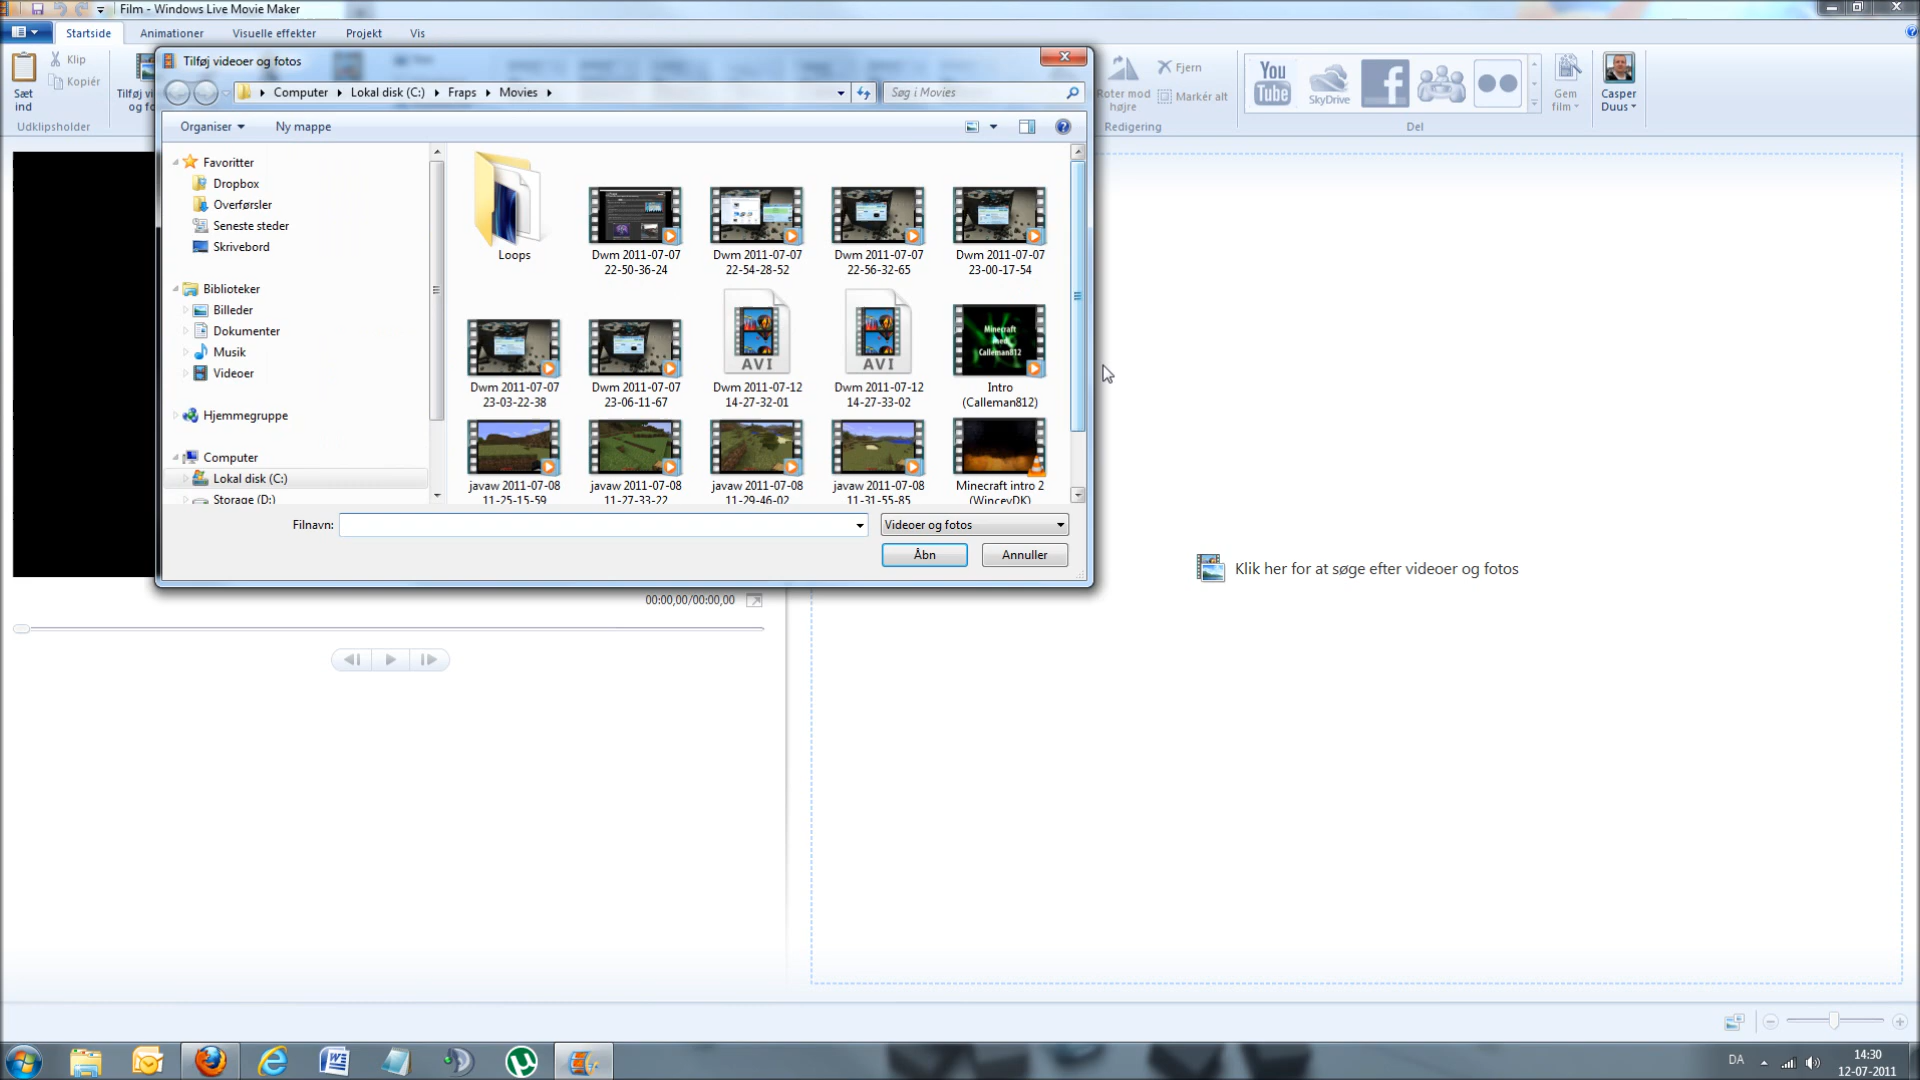 Film - Windows Live Movie Maker
Startside
Animationer
Visuelle effekter
Projekt
Vis
Sæt
ind
Klip
Kopiér
Udklipsholder
Tilføj videoer og fotos
Computer
Lokal disk (C:)
Fraps
Movies
Søg i Movies
Organiser
Ny mappe
Favoritter
Dropbox
Overførsler
Seneste steder
Skrivebord
Biblioteker
Billeder
Dokumenter
Musik
Videoer
Hjemmegruppe
Computer
Lokal disk (C:)
Storage (D:)
Loops
Dwm 2011-07-07
22-50-36-24
Dwm 2011-07-07
22-54-28-52
Dwm 2011-07-07
22-56-32-65
Dwm 2011-07-07
23-00-17-54
Dwm 2011-07-07
23-03-22-38
Dwm 2011-07-07
23-06-11-67
AVI
Dwm 2011-07-12
14-27-32-01
AVI
Dwm 2011-07-12
14-27-33-02
Minecraft
med
Calleman812
Intro
(Calleman812)
javaw 2011-07-08
11-25-15-59
javaw 2011-07-08
11-27-33-22
javaw 2011-07-08
11-29-46-02
javaw 2011-07-08
11-31-55-85
Minecraft intro 2
(WinceyDK)
Filnavn:
Videoer og fotos
Åbn
Annuller
Roter mod
højre
Fjern
Markér alt
Redigering
You
Tube
SkyDrive
Del
Gem
film
Casper
Duus
Klik her for at søge efter videoer og fotos
00:00,00/00:00,00
DA
14:30
12-07-2011